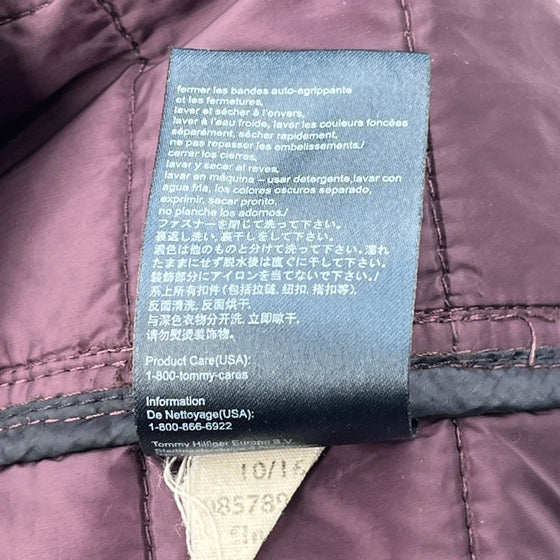 fermer les bandes auto-agrippante
et les fermetures,
laver et sécher à l'envers,
laver à l'eau froide, laver les couleurs foncées
séparément, sécher rapidement,
ne pas repasser les embelissements./
cerrar los cierres,
lavar y secar al reves,
lavar en máquina – usar detergente,lavar con
agua fria, los colores oscuros separado,
exprimir, secar pronto,
no planche los adornos./
ファスナーを閉じて洗って下さい。
裏返し洗い、裏干しをして下さい。
濃色は他のものと分けて洗って下さい。濡れ
たままにせず脱水後は直ぐに干して下さい。
装飾部分にアイロンを当てないで下さい。/
系上所有扣件(包括拉链, 纽扣, 搭扣等).
反面清洗, 反面烘干.
与深色衣物分开洗, 立即晾干.
请勿熨烫装饰物.
Product Care(USA):
1-800-tommy-cares
Information
De Nettoyage(USA):
1-800-866-6922
Tommy Hilfiger Europe B.V.
10/1
085789